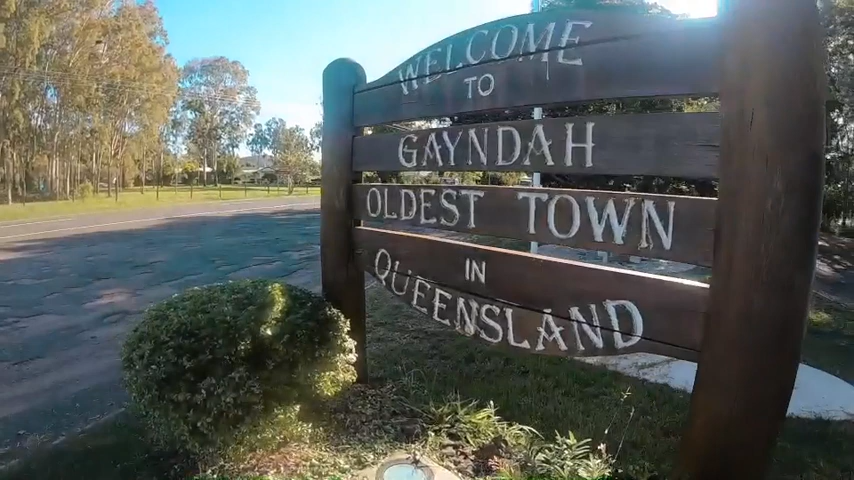 WELCOME
TO
GAYNDAH
OLDEST TOWN
IN
QUEENSLAND